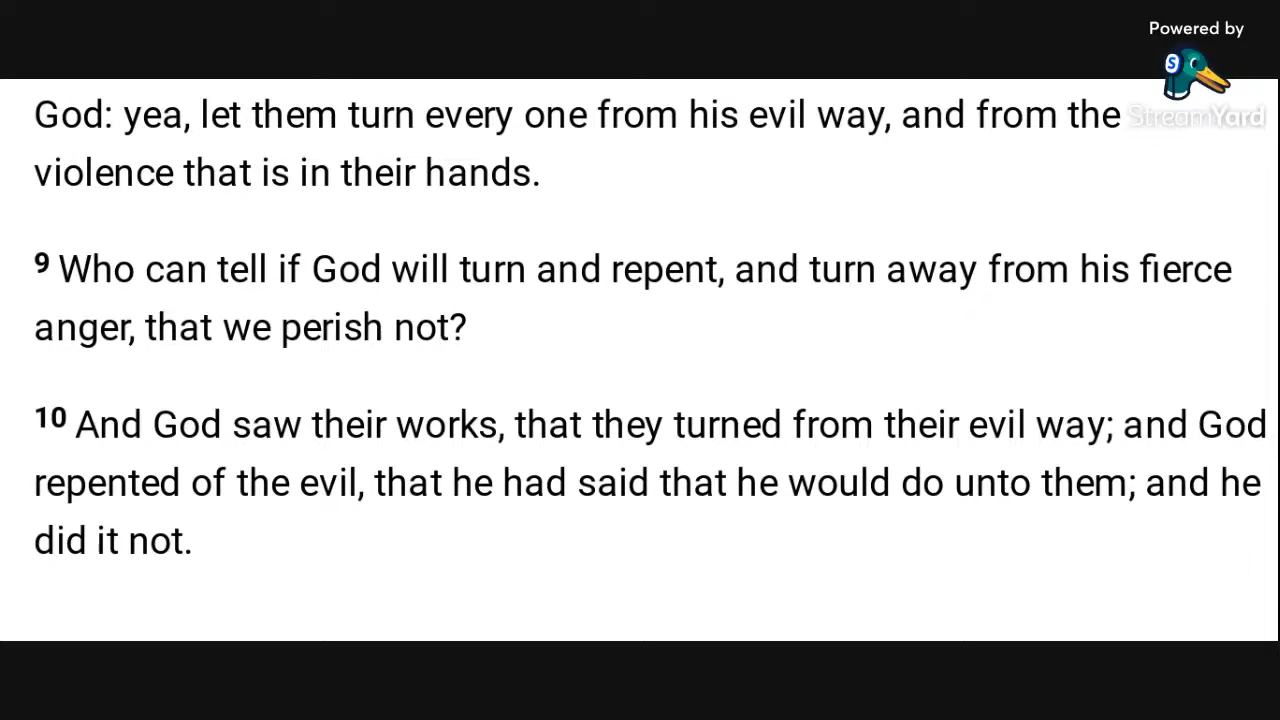 Powered by
S
StreamYard
God: yea, let them turn every one from his evil way, and from the
violence that is in their hands.
9 Who can tell if God will turn and repent, and turn away from his fierce
anger, that we perish not?
10 And God saw their works, that they turned from their evil way; and God
repented of the evil, that he had said that he would do unto them; and he
did it not.